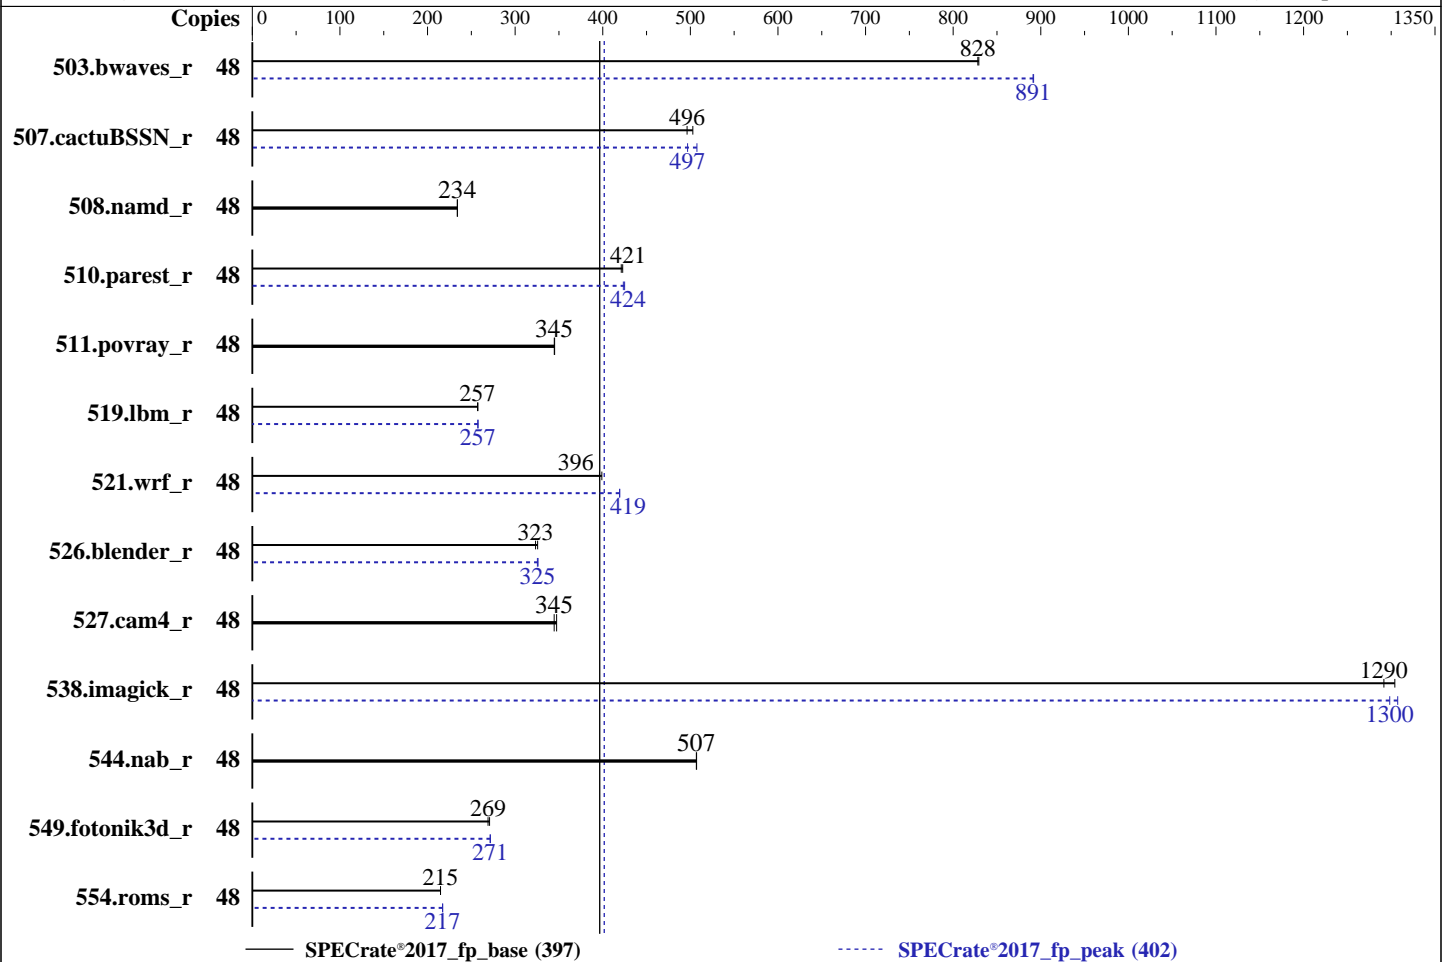 Copies 0 100 200 300 400 500 600 700 800 900 1000 1100 1200 1350
503.bwaves_r 48 828
891
507.cactuBSSN_r 48 496
497
508.namd_r 48 234
510.parest_r 48 421
424
511.povray_r 48 345
519.lbm_r 48 257
257
521.wrf_r 48 396
419
526.blender_r 48 323
325
527.cam4_r 48 345
538.imagick_r 48 1290
1300
544.nab_r 48 507
549.fotonik3d_r 48 269
271
554.roms_r 48 215
217
SPECrate®2017_fp_base (397) SPECrate®2017_fp_peak (402)